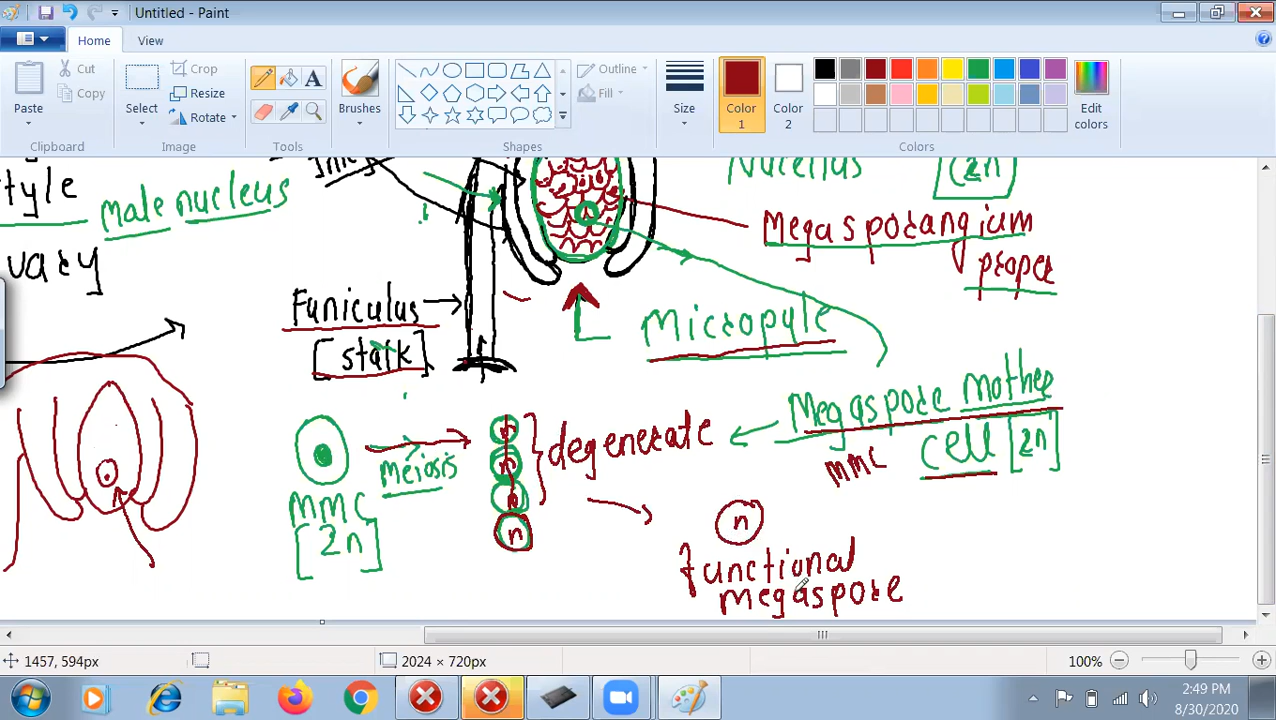 Untitled - Paint
Home
View
Paste
Cut
Copy
Clipboard
Select
Crop
Resize
Rotate
Image
Tools
Brushes
Shapes
Outline
Fill
Size
Color 1
Color 2
Edit colors
Colors
style
male nucleus
Nucellus
(2n
Megasporangium
proper
vary
Funiculus
[stalk]
Micropyle
Megaspore mother
cell [2n]
MMC
n
n
n
n
degenerate
meiosis
MMC
[2n]
n
functional
megaspore
1457, 594px
2024 × 720px
100%
2:49 PM
8/30/2020